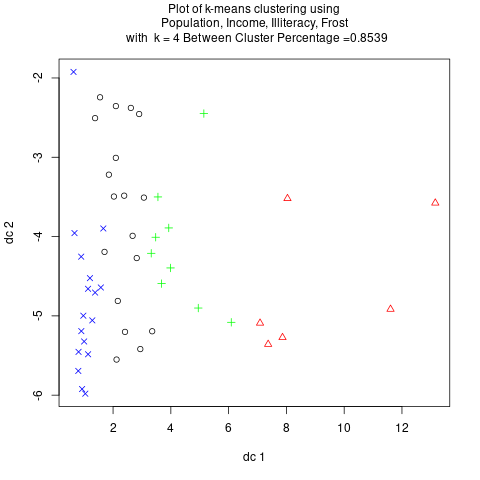 Plot of k-means clustering using
Population, Income, Illiteracy, Frost
with k = 4 Between Cluster Percentage =0.8539
-2
-3
-4
-5
-6
dc 2
2
4
6
8
10
12
dc 1